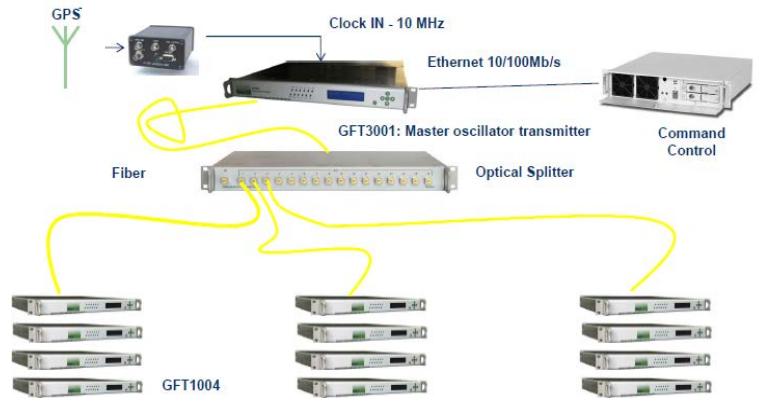 GPS
Clock IN - 10 MHz
Ethernet 10/100Mb/s
GFT3001: Master oscillator transmitter
Command
Control
Fiber
Optical Splitter
GFT1004